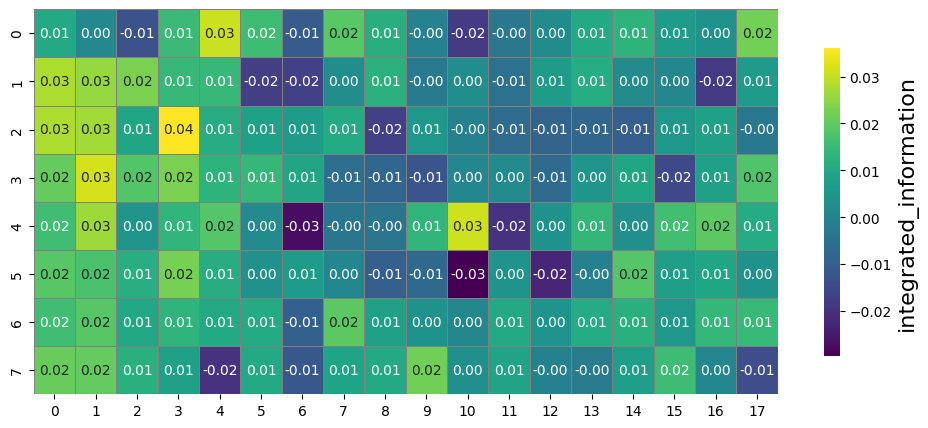 0 0.01 0.00 -0.01 0.01 0.03 0.02 -0.01 0.02 0.01 -0.00 -0.02 -0.00 0.00 0.01 0.01 0.01 0.00 0.02
1 0.03 0.03 0.02 0.01 0.01 -0.02 -0.02 0.00 0.01 -0.00 0.00 -0.01 0.01 0.01 0.00 0.00 -0.02 0.01
2 0.03 0.03 0.01 0.04 0.01 0.01 0.01 0.01 -0.02 0.01 -0.00 -0.01 -0.01 -0.01 -0.01 0.01 0.01 -0.00
3 0.02 0.03 0.02 0.02 0.01 0.01 0.01 -0.01 -0.01 -0.01 0.00 0.00 -0.01 0.00 0.01 -0.02 0.01 0.02
4 0.02 0.03 0.00 0.01 0.02 0.00 -0.03 -0.00 -0.00 0.01 0.03 -0.02 0.00 0.01 0.00 0.02 0.02 0.01
5 0.02 0.02 0.01 0.02 0.01 0.00 0.01 0.00 -0.01 -0.01 -0.03 0.00 -0.02 -0.00 0.02 0.01 0.01 0.00
6 0.02 0.02 0.01 0.01 0.01 0.01 -0.01 0.02 0.01 0.00 0.00 0.01 0.00 0.01 0.01 0.00 0.01 0.01
7 0.02 0.02 0.01 0.01 -0.02 0.01 -0.01 0.01 0.01 0.02 0.00 0.01 -0.00 -0.00 0.01 0.02 0.00 -0.01
0 1 2 3 4 5 6 7 8 9 10 11 12 13 14 15 16 17
0.03
0.02
0.01
0.00
−0.01
−0.02
integrated_information